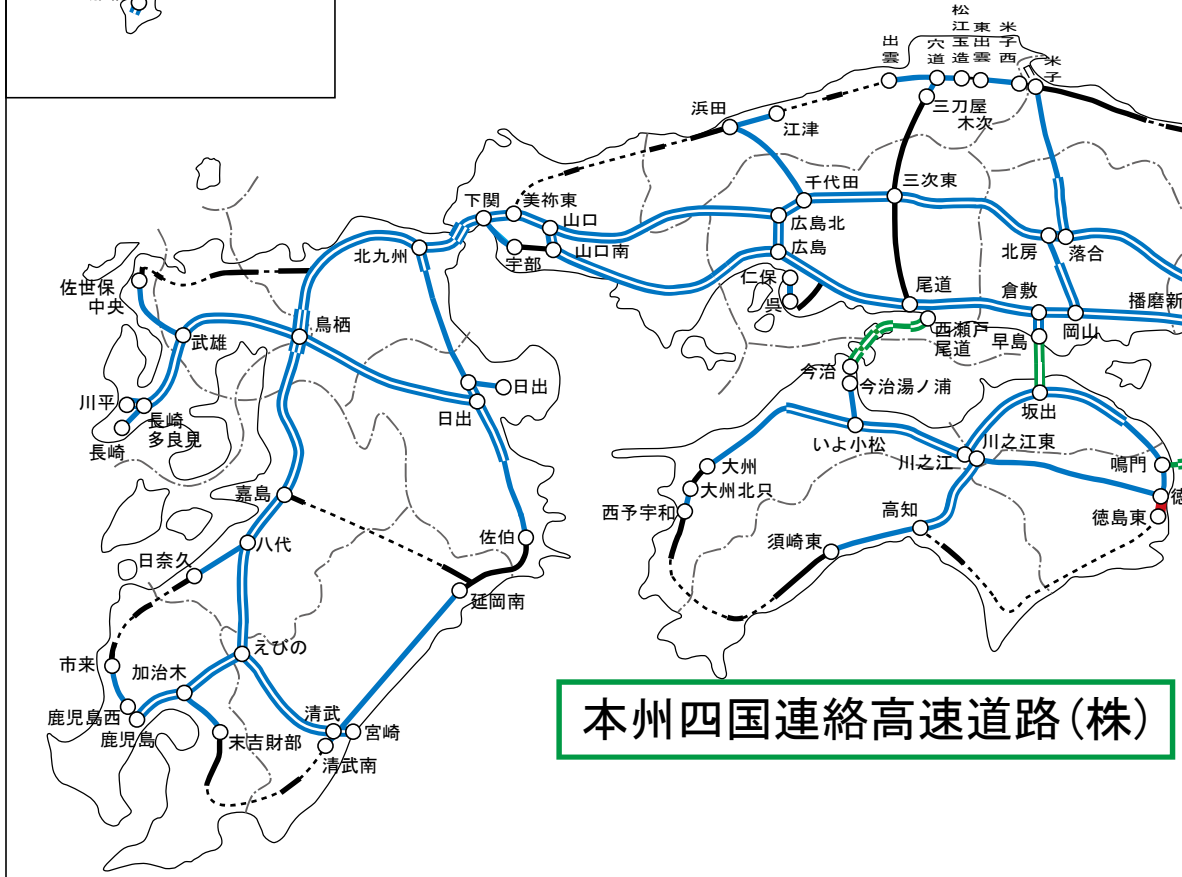 出雲
宍道
松江玉造
東出雲
米子西
米子
三刀屋
木次
浜田
江津
千代田
三次東
下関
美祢東
山口
広島北
北九州
宇部
山口南
広島
北房
落合
仁保
呉
尾道
倉敷
岡山
播磨新
佐世保
中央
鳥栖
武雄
西瀬戸
尾道
早島
今治
今治湯ノ浦
日出
日出
川平
長崎
多良見
長崎
坂出
いよ小松
川之江東
川之江
大州
大州北只
鳴門
西予宇和
高知
徳
徳島東
須崎東
嘉島
八代
佐伯
日奈久
延岡南
えびの
市来
加治木
鹿児島西
鹿児島
末吉財部
清武
宮崎
清武南
本州四国連絡高速道路(株)